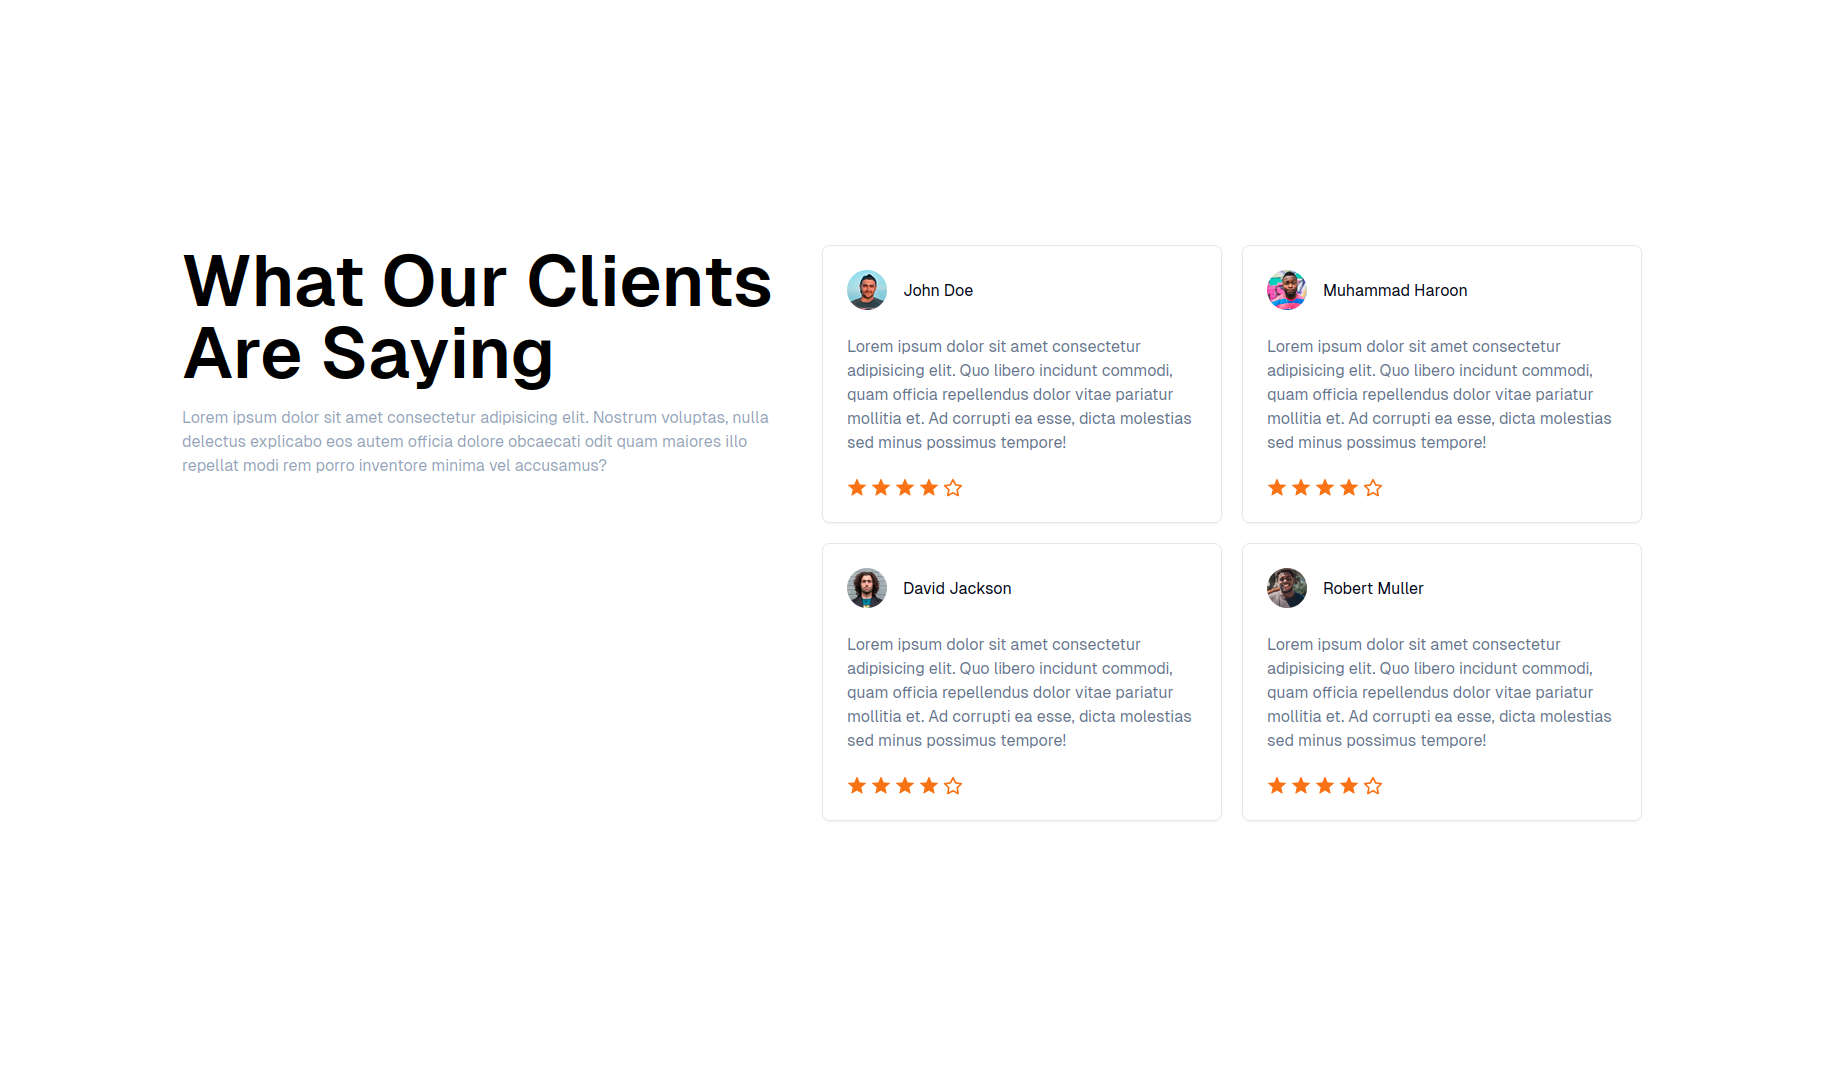 What Our Clients
Are Saying
Lorem ipsum dolor sit amet consectetur adipisicing elit. Nostrum voluptas, nulla
delectus explicabo eos autem officia dolore obcaecati odit quam maiores illo
repellat modi rem porro inventore minima vel accusamus?
John Doe
Lorem ipsum dolor sit amet consectetur
adipisicing elit. Quo libero incidunt commodi,
quam officia repellendus dolor vitae pariatur
mollitia et. Ad corrupti ea esse, dicta molestias
sed minus possimus tempore!
Muhammad Haroon
Lorem ipsum dolor sit amet consectetur
adipisicing elit. Quo libero incidunt commodi,
quam officia repellendus dolor vitae pariatur
mollitia et. Ad corrupti ea esse, dicta molestias
sed minus possimus tempore!
David Jackson
Lorem ipsum dolor sit amet consectetur
adipisicing elit. Quo libero incidunt commodi,
quam officia repellendus dolor vitae pariatur
mollitia et. Ad corrupti ea esse, dicta molestias
sed minus possimus tempore!
Robert Muller
Lorem ipsum dolor sit amet consectetur
adipisicing elit. Quo libero incidunt commodi,
quam officia repellendus dolor vitae pariatur
mollitia et. Ad corrupti ea esse, dicta molestias
sed minus possimus tempore!